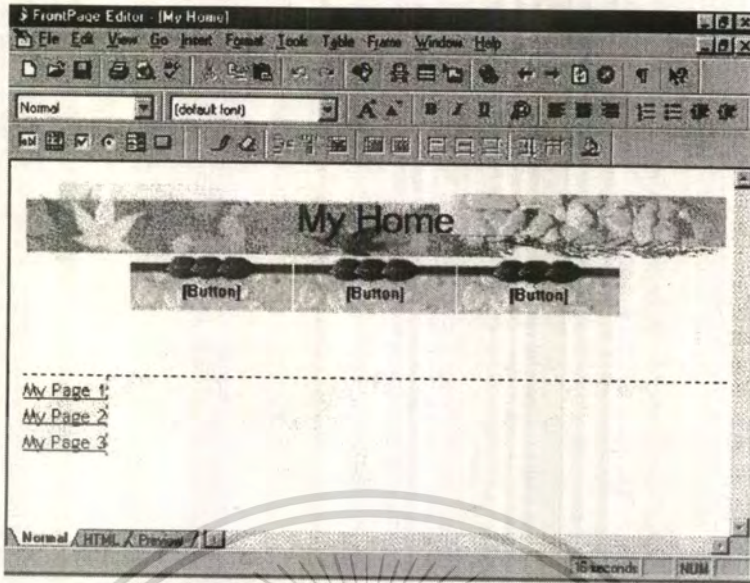 FrontPage Editor - [My Home]
File Edit View Go Insert Format Tools Table Frame Window Help
Normal (default font)
My Home
[Button] [Button] [Button]
My Page 1
My Page 2
My Page 3
Normal HTML Preview
16 seconds NUM